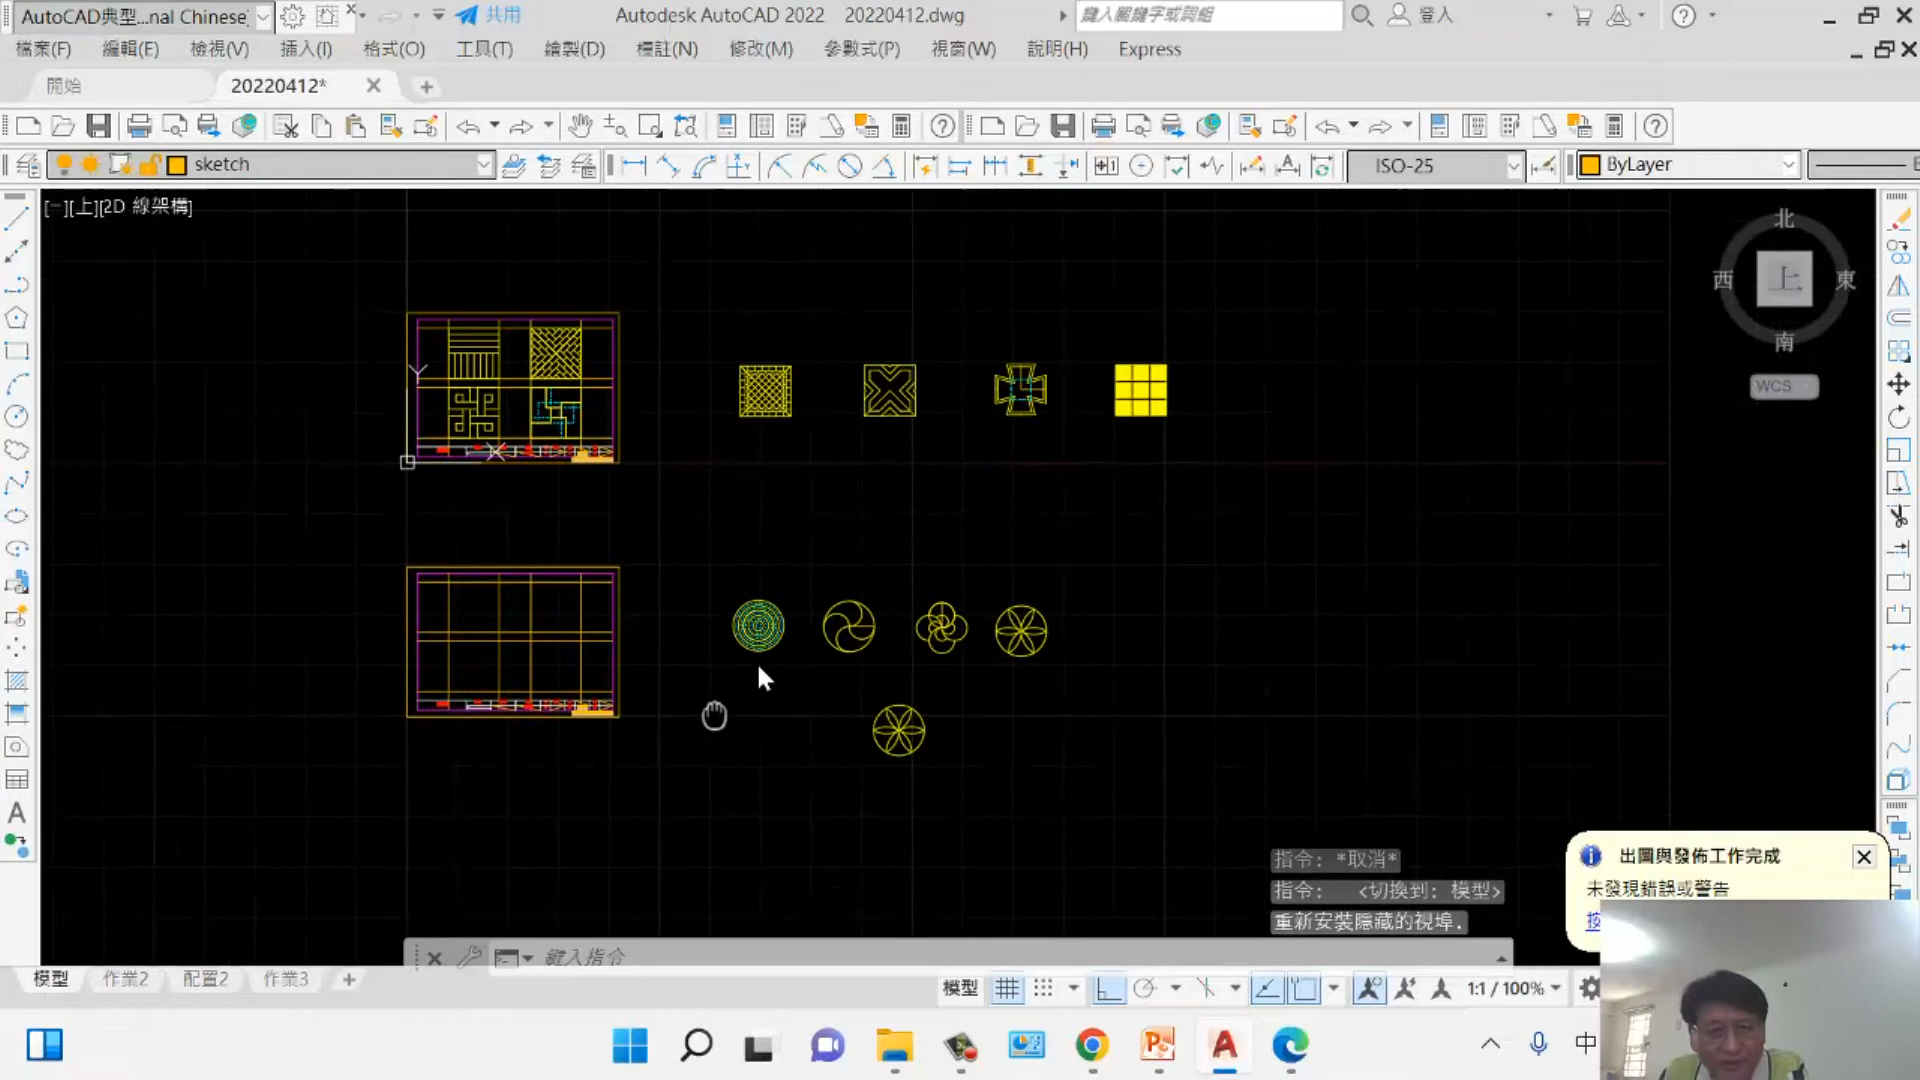 AutoCAD典型...nal Chinese
共用
Autodesk AutoCAD 2022 20220412.dwg
鍵入關鍵字或詞組
登入
檔案(F) 編輯(E) 檢視(V) 插入(I) 格式(O) 工具(T) 繪製(D) 標註(N) 修改(M) 參數式(P) 視窗(W) 說明(H) Express
開始
20220412*
sketch
ISO-25
ByLayer
[−][上][2D 線架構]
北
西 上 東
南
WCS
Y
X
指令: *取消*
指令: <切換到: 模型>
重新安裝隱藏的視埠.
出圖與發佈工作完成
未發現錯誤或警告
按
鍵入指令
模型 作業2 配置2 作業3
模型
1:1 / 100%
中